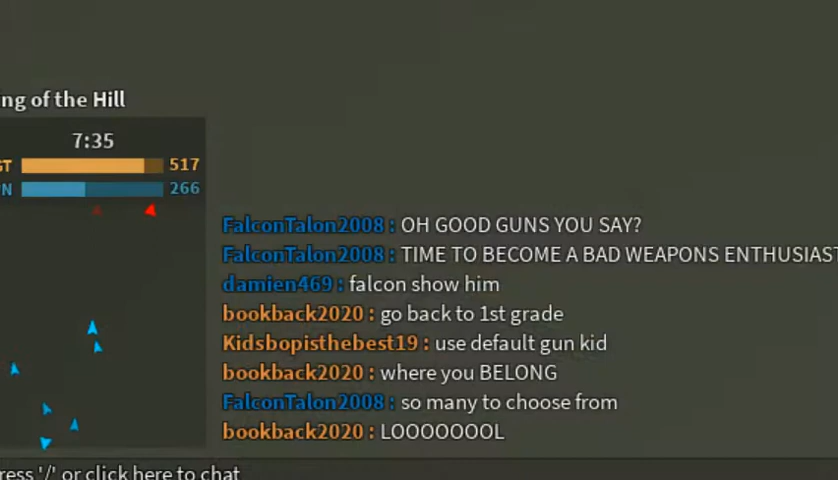 ng of the Hill
7:35
GT 517
PN 266
FalconTalon2008 : OH GOOD GUNS YOU SAY?
FalconTalon2008 : TIME TO BECOME A BAD WEAPONS ENTHUSIAST
damien469 : falcon show him
bookback2020 : go back to 1st grade
Kidsbopisthebest19 : use default gun kid
bookback2020 : where you BELONG
FalconTalon2008 : so many to choose from
bookback2020 : LOOOOOOOL
ress '/' or click here to chat